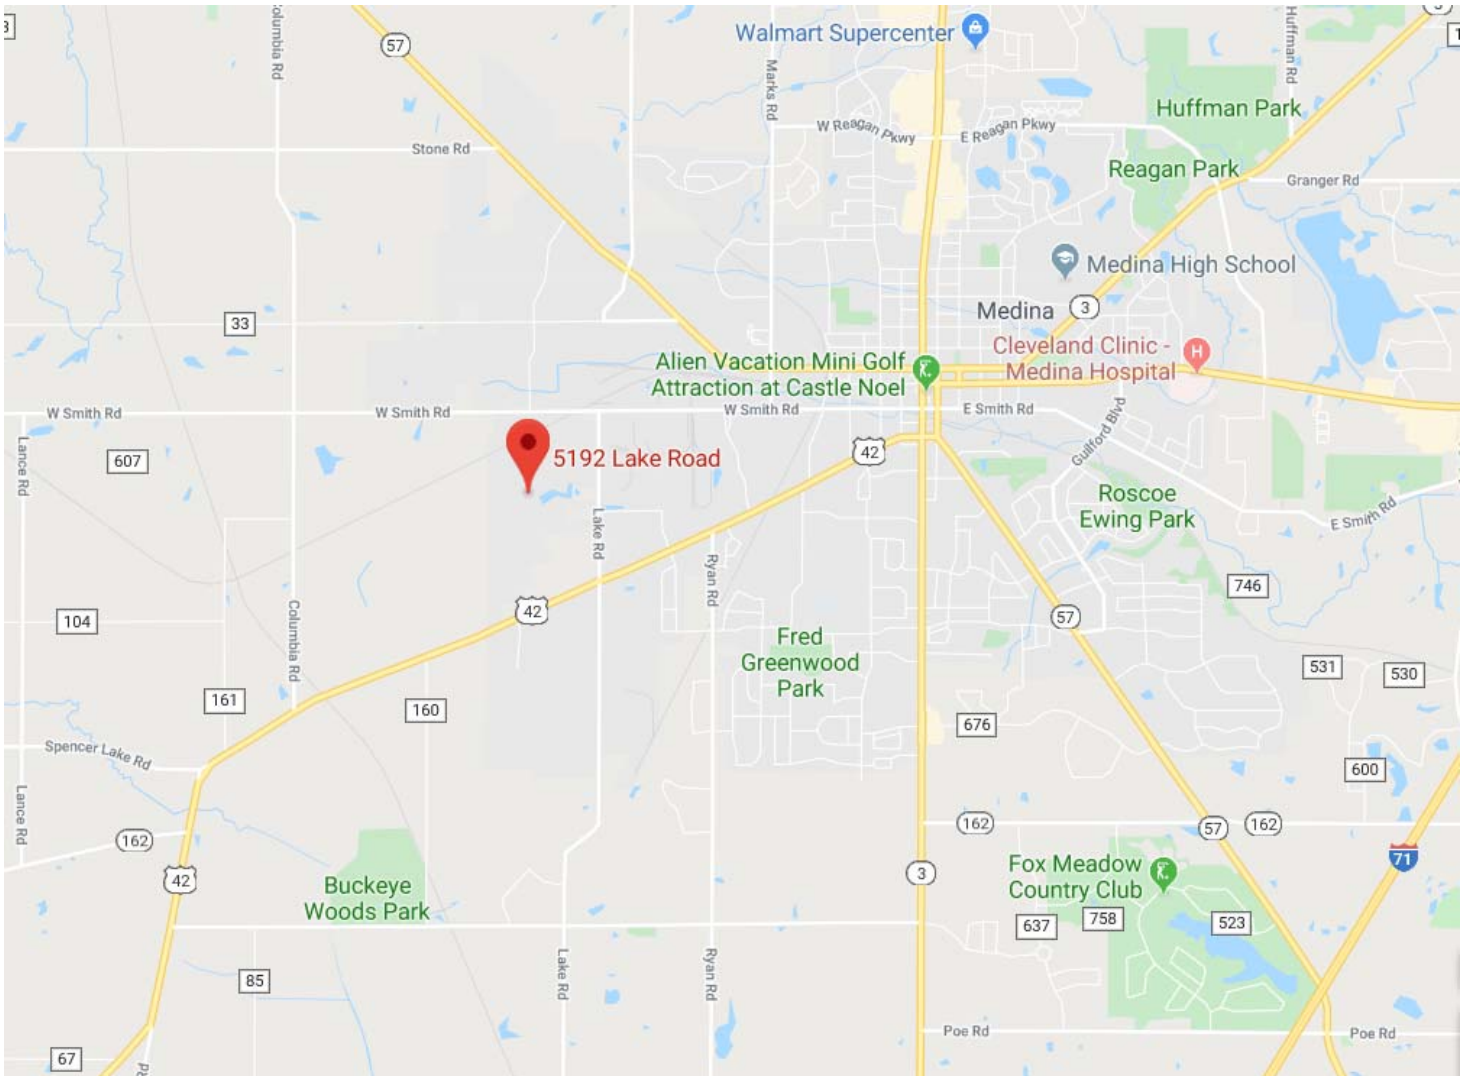 57
Columbia Rd
Walmart Supercenter
Marks Rd
Huffman Rd
3
Huffman Park
W Reagan Pkwy
E Reagan Pkwy
Stone Rd
Reagan Park
Granger Rd
Medina High School
33
Medina
3
Alien Vacation Mini Golf
Attraction at Castle Noel
Cleveland Clinic -
Medina Hospital
W Smith Rd
W Smith Rd
W Smith Rd
E Smith Rd
Guilford Blvd
Lance Rd
607
5192 Lake Road
42
Roscoe
Ewing Park
E Smith Rd
Lake Rd
Ryan Rd
746
42
104
57
Columbia Rd
Fred
Greenwood
Park
531
530
161
160
676
Spencer Lake Rd
600
Lance Rd
162
162
57
162
71
42
3
Fox Meadow
Country Club
Buckeye
Woods Park
637
758
523
85
Lake Rd
Ryan Rd
Poe Rd
Poe Rd
67